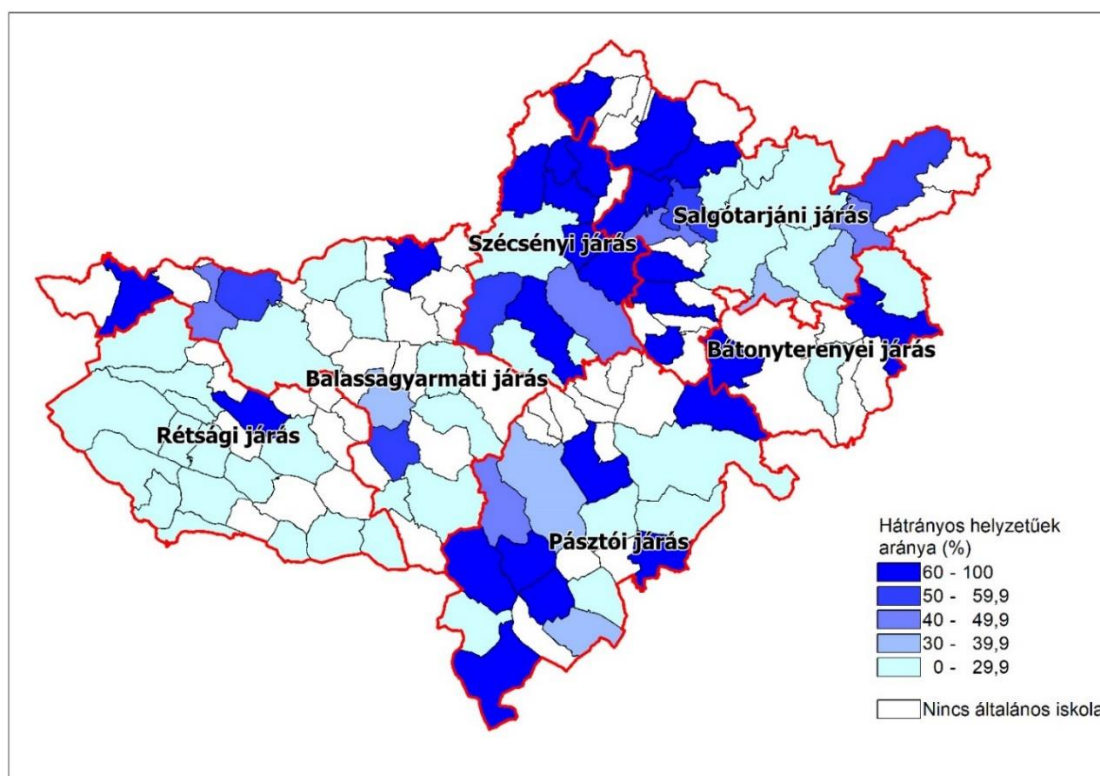 Salgótarjáni járás
Szécsényi járás
Bátonyterenyei járás
Balassagyarmati járás
Rétsági járás
Pásztói járás
Hátrányos helyzetűek
aránya (%)
60 - 100
50 - 59,9
40 - 49,9
30 - 39,9
0 - 29,9
Nincs általános iskola